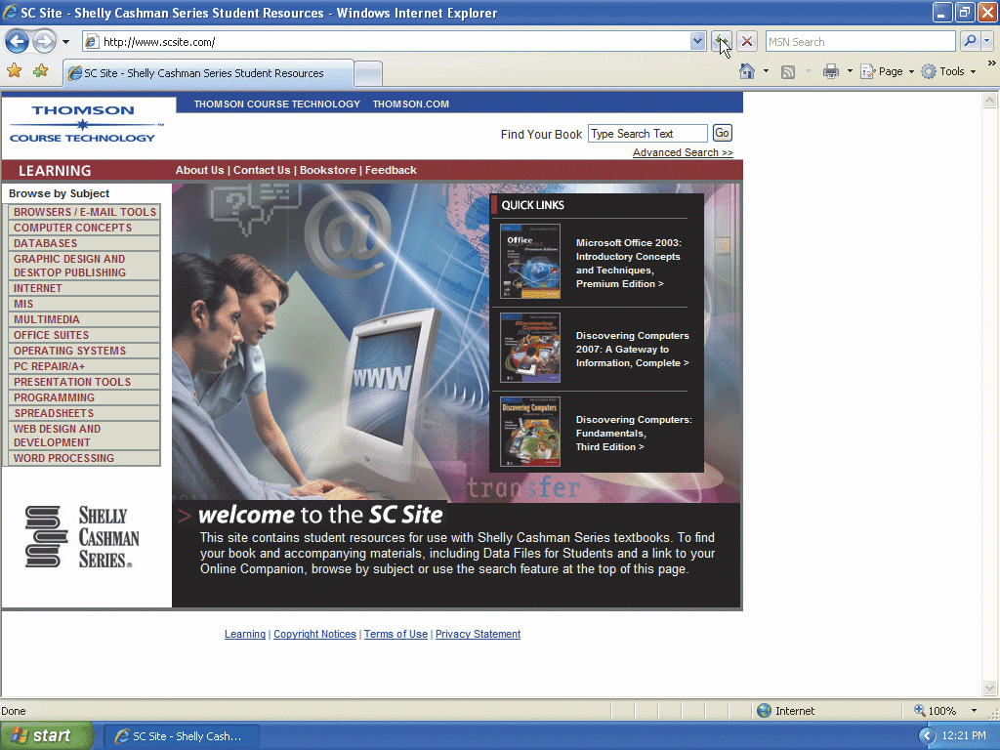 SC Site - Shelly Cashman Series Student Resources - Windows Internet Explorer
http://www.scsite.com/
MSN Search
SC Site - Shelly Cashman Series Student Resources
Page
Tools
THOMSON
COURSE TECHNOLOGY
THOMSON COURSE TECHNOLOGY THOMSON.COM
Find Your Book Type Search Text Go
Advanced Search >>
LEARNING
About Us | Contact Us | Bookstore | Feedback
Browse by Subject
BROWSERS / E-MAIL TOOLS
COMPUTER CONCEPTS
DATABASES
GRAPHIC DESIGN AND
DESKTOP PUBLISHING
INTERNET
MIS
MULTIMEDIA
OFFICE SUITES
OPERATING SYSTEMS
PC REPAIR/A+
PRESENTATION TOOLS
PROGRAMMING
SPREADSHEETS
WEB DESIGN AND
DEVELOPMENT
WORD PROCESSING
SHELLY
CASHMAN
SERIES®
@
www
transfer
QUICK LINKS
Office
Microsoft Office 2003:
Introductory Concepts
and Techniques,
Premium Edition >
Discovering Computers
2007: A Gateway to
Information, Complete >
Discovering Computers
Discovering Computers:
Fundamentals,
Third Edition >
> welcome to the SC Site
This site contains student resources for use with Shelly Cashman Series textbooks. To find
your book and accompanying materials, including Data Files for Students and a link to your
Online Companion, browse by subject or use the search feature at the top of this page.
Learning | Copyright Notices | Terms of Use | Privacy Statement
Done
Internet
100%
start
SC Site - Shelly Cash...
12:21 PM